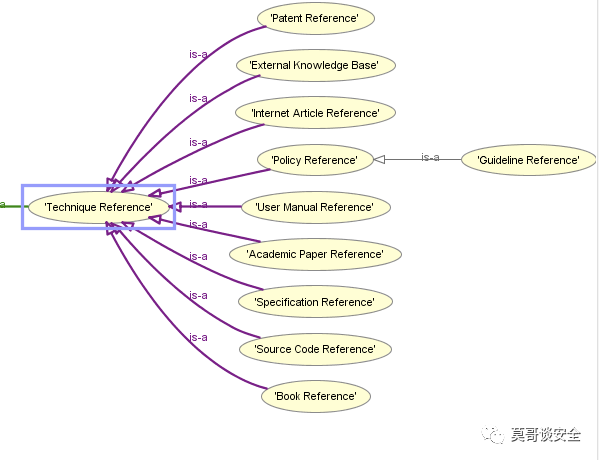 'Patent Reference'
is-a
'External Knowledge Base'
is-a
'Internet Article Reference'
is-a
'Policy Reference'
is-a
'Guideline Reference'
is-a
a
'Technique Reference'
is-a
'User Manual Reference'
is-a
'Academic Paper Reference'
is-a
'Specification Reference'
is-a
'Source Code Reference'
is-a
'Book Reference'
莫哥谈安全